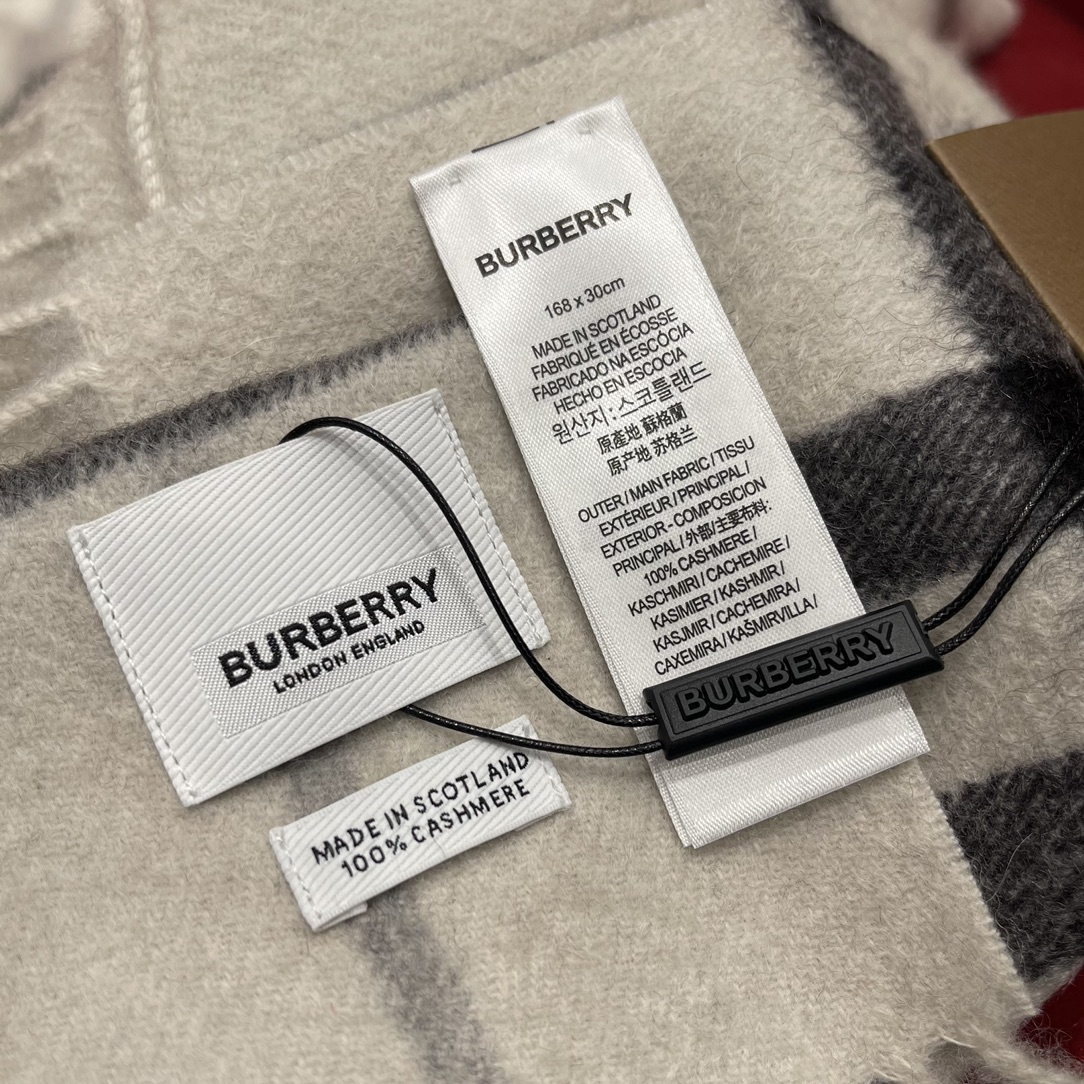 BURBERRY
168 x 30cm
MADE IN SCOTLAND
FABRIQUÉ EN ÉCOSSE
FABRICADO NA ESCÓCIA
HECHO EN ESCOCIA
원산지 : 스코틀랜드
原產地 蘇格蘭
原产地 苏格兰
OUTER / MAIN FABRIC / TISSU
EXTÉRIEUR / PRINCIPAL /
EXTERIOR - COMPOSICION
PRINCIPAL / 外部/主要布料:
100% CASHMERE /
KASCHMIRI / CACHEMIRE /
KASIMIER / KASHMIR /
KASJMIR / CACHEMIRA /
CAXEMIRA / KAŠMIRVILLA /
BURBERRY
BURBERRY
LONDON ENGLAND
MADE IN SCOTLAND
100% CASHMERE